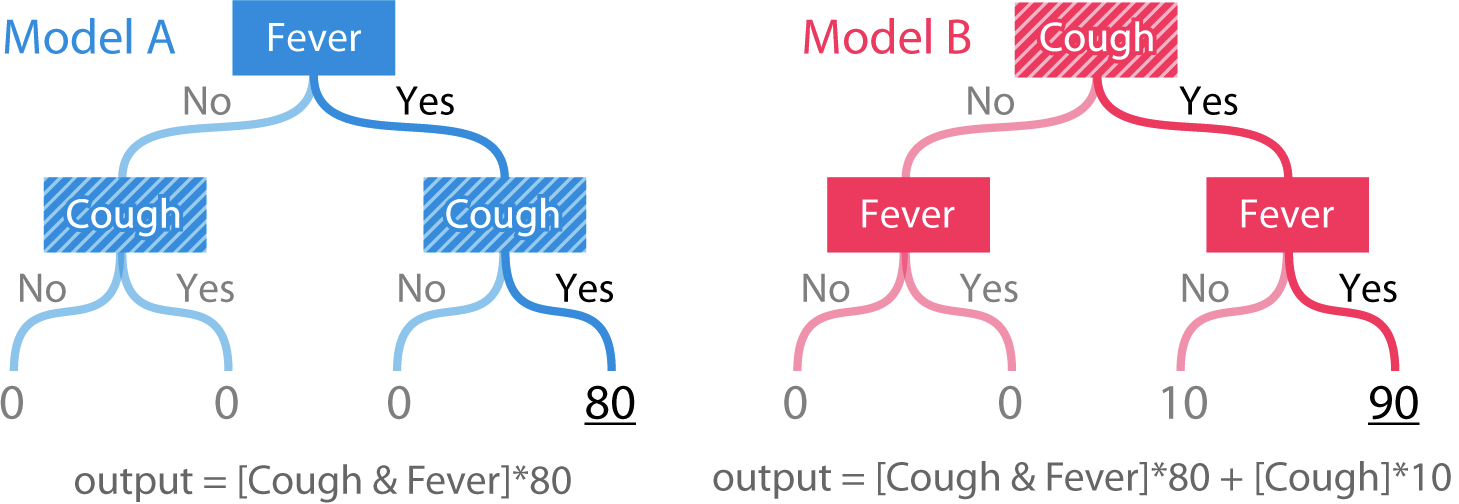 Model A
Fever
No
Yes
Cough
Cough
No
Yes
No
Yes
0
0
0
80
output = [Cough & Fever]*80
Model B
Cough
No
Yes
Fever
Fever
No
Yes
No
Yes
0
0
10
90
output = [Cough & Fever]*80 + [Cough]*10